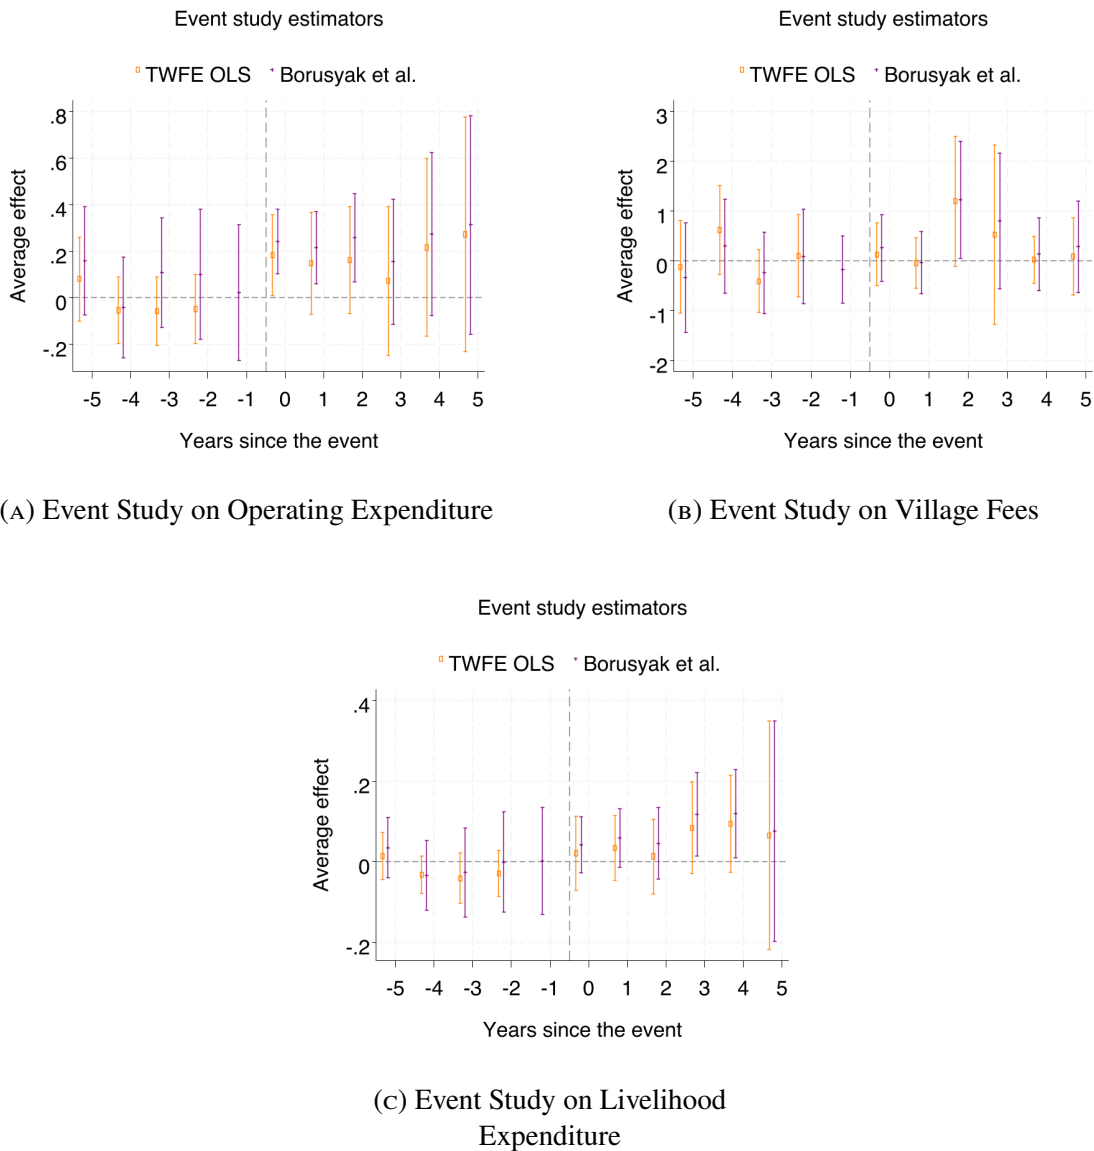 Event study estimators
TWFE OLS Borusyak et al.
Average effect
.8
.6
.4
.2
0
-.2
-5 -4 -3 -2 -1 0 1 2 3 4 5
Years since the event
(A) Event Study on Operating Expenditure
Event study estimators
TWFE OLS Borusyak et al.
Average effect
3
2
1
0
-1
-2
-5 -4 -3 -2 -1 0 1 2 3 4 5
Years since the event
(B) Event Study on Village Fees
Event study estimators
TWFE OLS Borusyak et al.
Average effect
.4
.2
0
-.2
-5 -4 -3 -2 -1 0 1 2 3 4 5
Years since the event
(C) Event Study on Livelihood
Expenditure